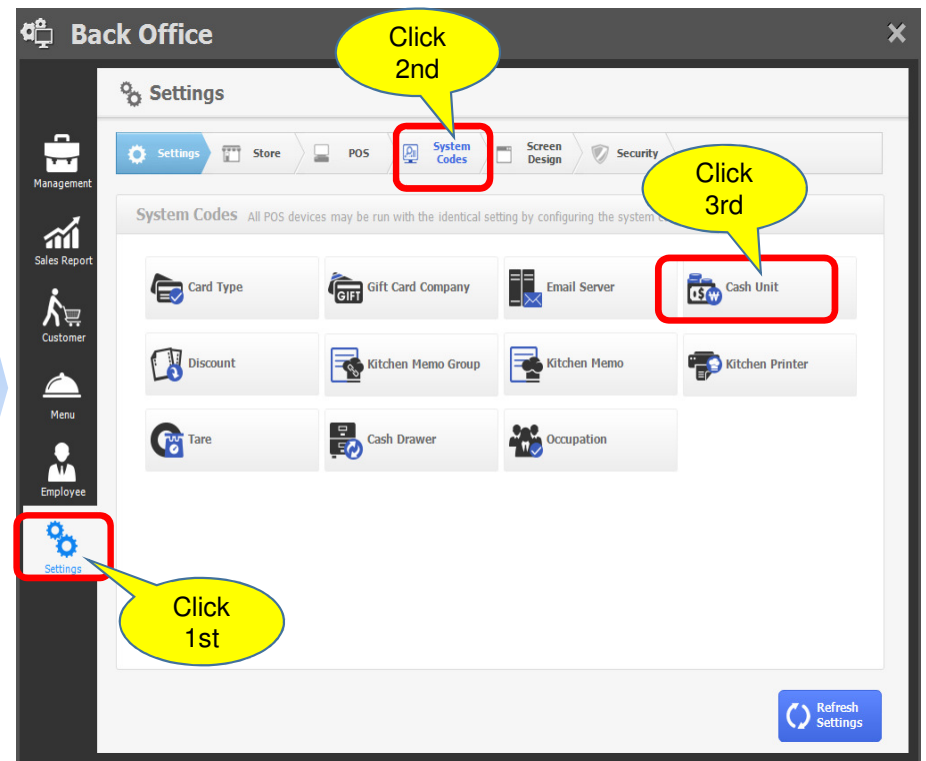 Back Office
Click
2nd
Settings
Settings
Store
POS
System
Codes
Screen
Design
Security
Click
3rd
System Codes All POS devices may be run with the identical setting by configuring the system
Management
Sales Report
Customer
Menu
Employee
Settings
Card Type
GIFT
Gift Card Company
Email Server
Cash Unit
Discount
Kitchen Memo Group
Kitchen Memo
Kitchen Printer
Tare
Cash Drawer
Occupation
Click
1st
Refresh
Settings